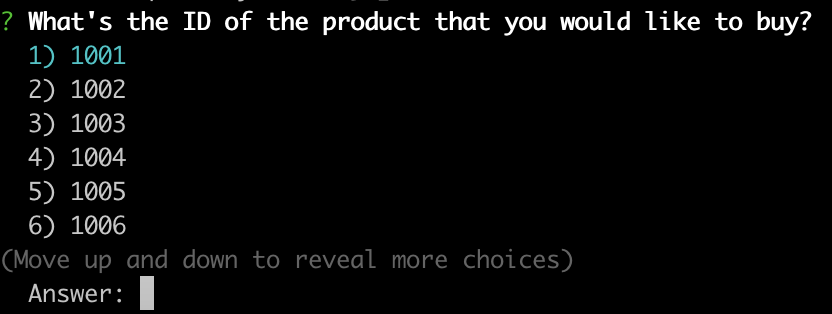 ? What's the ID of the product that you would like to buy?
1) 1001
2) 1002
3) 1003
4) 1004
5) 1005
6) 1006
(Move up and down to reveal more choices)
Answer: